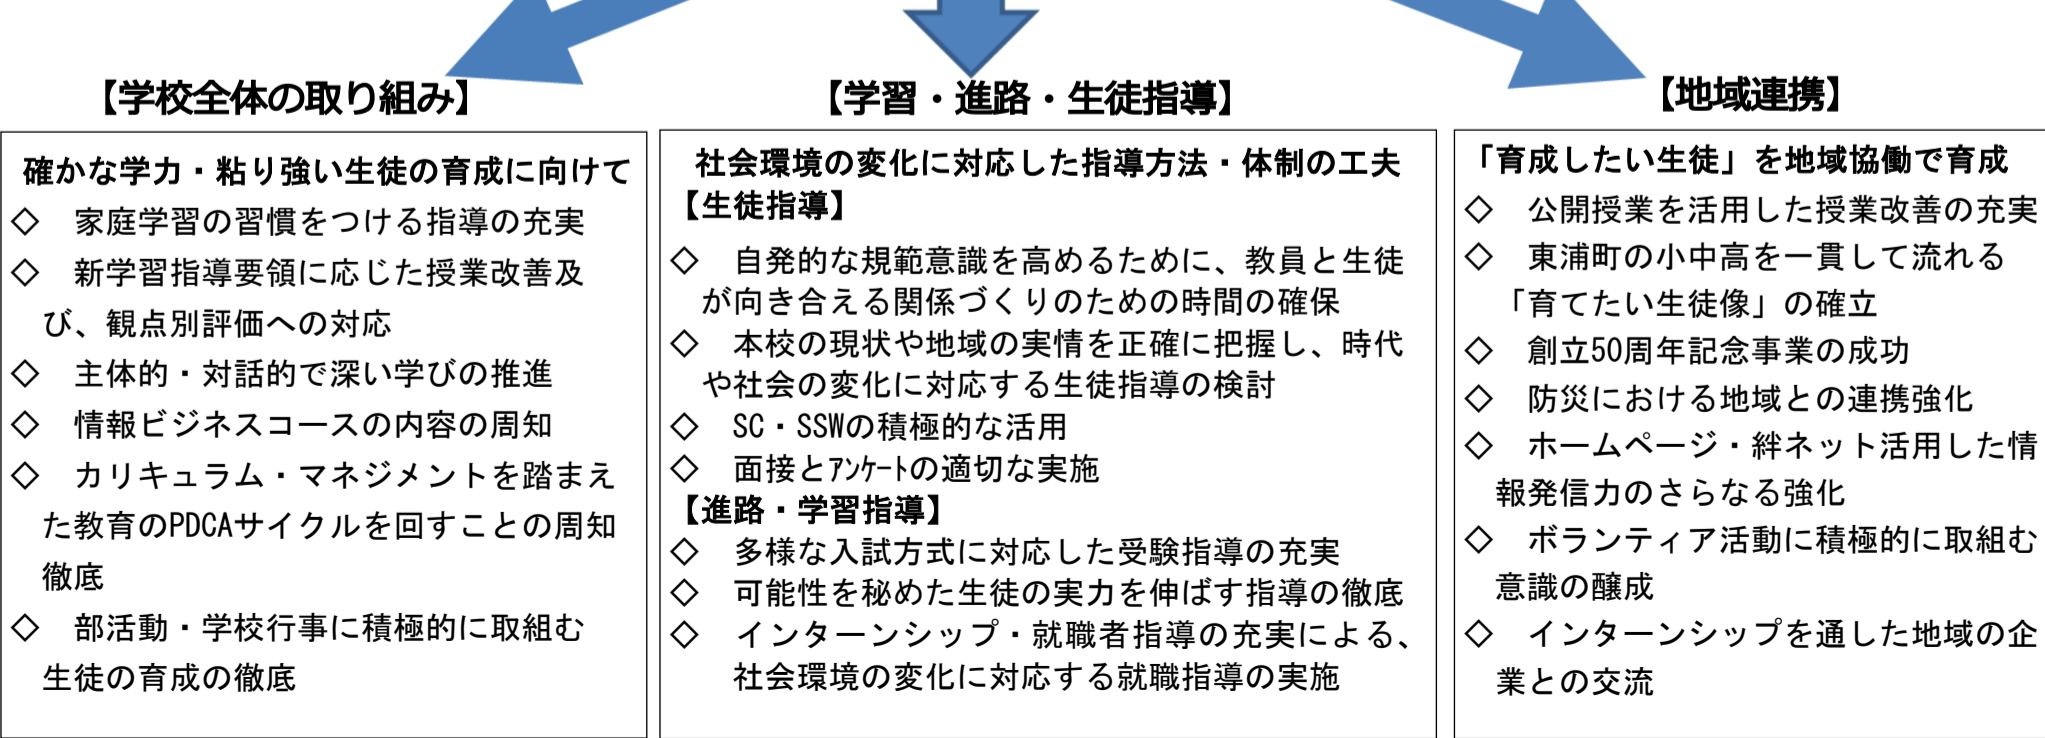 【学校全体の取り組み】
確かな学力・粘り強い生徒の育成に向けて
◇　家庭学習の習慣をつける指導の充実
◇　新学習指導要領に応じた授業改善及
び、観点別評価への対応
◇　主体的・対話的で深い学びの推進
◇　情報ビジネスコースの内容の周知
◇　カリキュラム・マネジメントを踏まえ
た教育のPDCAサイクルを回すことの周知
徹底
◇　部活動・学校行事に積極的に取組む
生徒の育成の徹底
【学習・進路・生徒指導】
社会環境の変化に対応した指導方法・体制の工夫
【生徒指導】
◇　自発的な規範意識を高めるために、教員と生徒
が向き合える関係づくりのための時間の確保
◇　本校の現状や地域の実情を正確に把握し、時代
や社会の変化に対応する生徒指導の検討
◇　SC・SSWの積極的な活用
◇　面接とｱﾝｹｰﾄの適切な実施
【進路・学習指導】
◇　多様な入試方式に対応した受験指導の充実
◇　可能性を秘めた生徒の実力を伸ばす指導の徹底
◇　インターンシップ・就職者指導の充実による、
社会環境の変化に対応する就職指導の実施
【地域連携】
「育成したい生徒」を地域協働で育成
◇　公開授業を活用した授業改善の充実
◇　東浦町の小中高を一貫して流れる
「育てたい生徒像」の確立
◇　創立50周年記念事業の成功
◇　防災における地域との連携強化
◇　ホームページ・絆ネット活用した情
報発信力のさらなる強化
◇　ボランティア活動に積極的に取組む
意識の醸成
◇　インターンシップを通した地域の企
業との交流